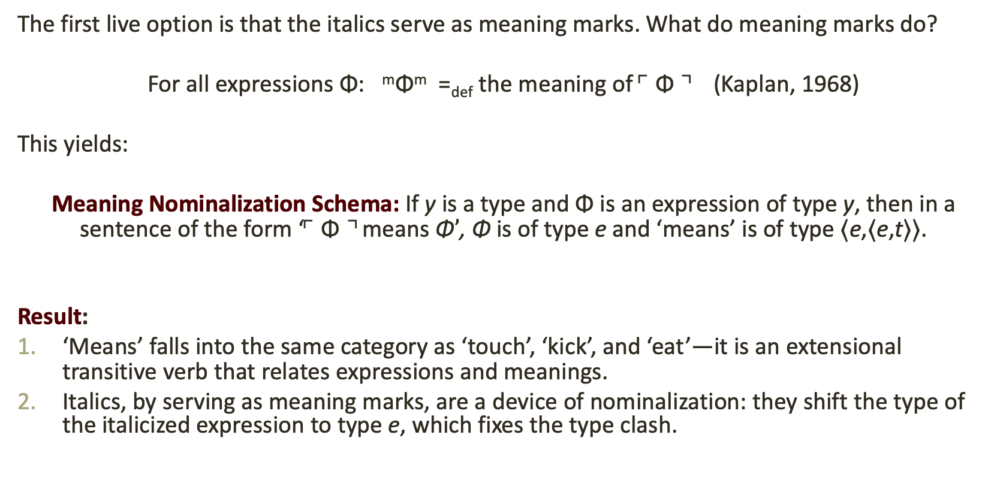 The first live option is that the italics serve as meaning marks. What do meaning marks do?
For all expressions Φ: ᵐΦᵐ =def the meaning of ⌜ Φ ⌝ (Kaplan, 1968)
This yields:
Meaning Nominalization Schema: If y is a type and Φ is an expression of type y, then in a
sentence of the form ‘⌜ Φ ⌝ means Φ’, Φ is of type e and ‘means’ is of type ⟨e,⟨e,t⟩⟩.
Result:
1. ‘Means’ falls into the same category as ‘touch’, ‘kick’, and ‘eat’—it is an extensional
transitive verb that relates expressions and meanings.
2. Italics, by serving as meaning marks, are a device of nominalization: they shift the type of
the italicized expression to type e, which fixes the type clash.